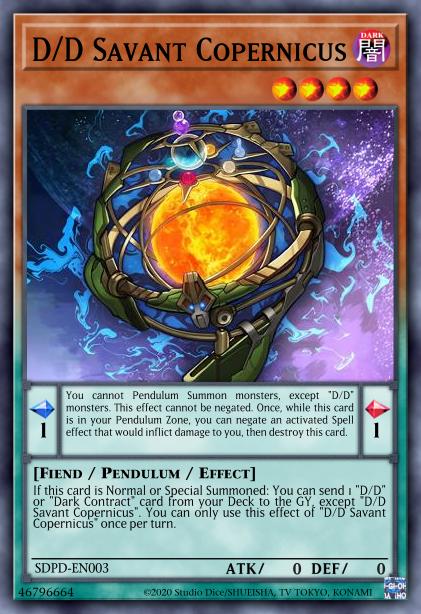 D/D Savant Copernicus
DARK
闇
You cannot Pendulum Summon monsters, except "D/D"
monsters. This effect cannot be negated. Once, while this card
is in your Pendulum Zone, you can negate an activated Spell
effect that would inflict damage to you, then destroy this card.
1
1
[Fiend / Pendulum / Effect]
If this card is Normal or Special Summoned: You can send 1 "D/D"
or "Dark Contract" card from your Deck to the GY, except "D/D
Savant Copernicus". You can only use this effect of "D/D Savant
Copernicus" once per turn.
SDPD-EN003
ATK/ 0 DEF/ 0
46796664
©2020 Studio Dice/SHUEISHA, TV TOKYO, KONAMI